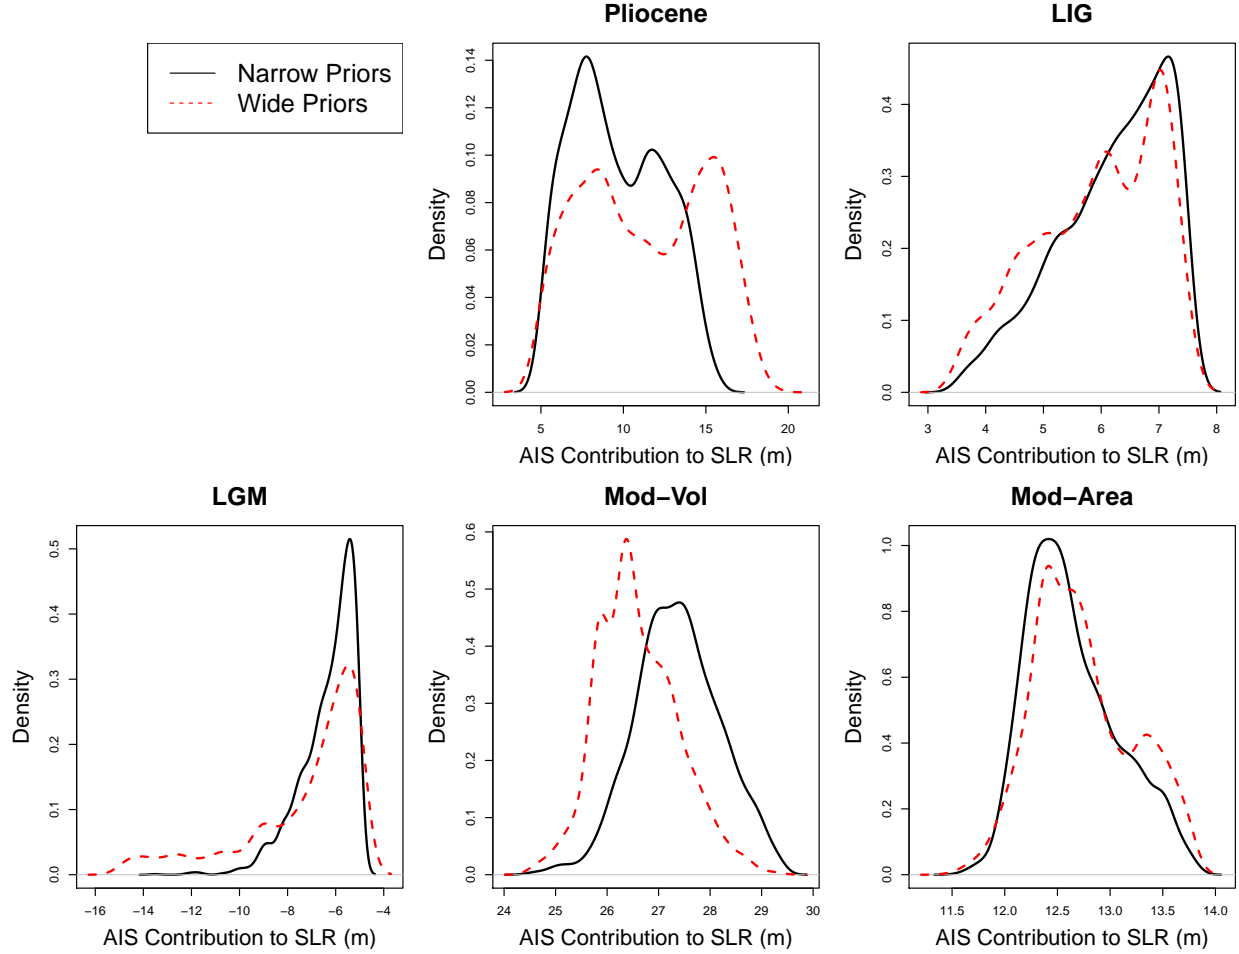 Narrow Priors
Wide Priors
Pliocene
Density
0.00 0.02 0.04 0.06 0.08 0.10 0.12 0.14
5 10 15 20
AIS Contribution to SLR (m)
LIG
Density
0.0 0.1 0.2 0.3 0.4
3 4 5 6 7 8
AIS Contribution to SLR (m)
LGM
Density
0.0 0.1 0.2 0.3 0.4 0.5
−16 −14 −12 −10 −8 −6 −4
AIS Contribution to SLR (m)
Mod−Vol
Density
0.0 0.1 0.2 0.3 0.4 0.5 0.6
24 25 26 27 28 29 30
AIS Contribution to SLR (m)
Mod−Area
Density
0.0 0.2 0.4 0.6 0.8 1.0
11.5 12.0 12.5 13.0 13.5 14.0
AIS Contribution to SLR (m)